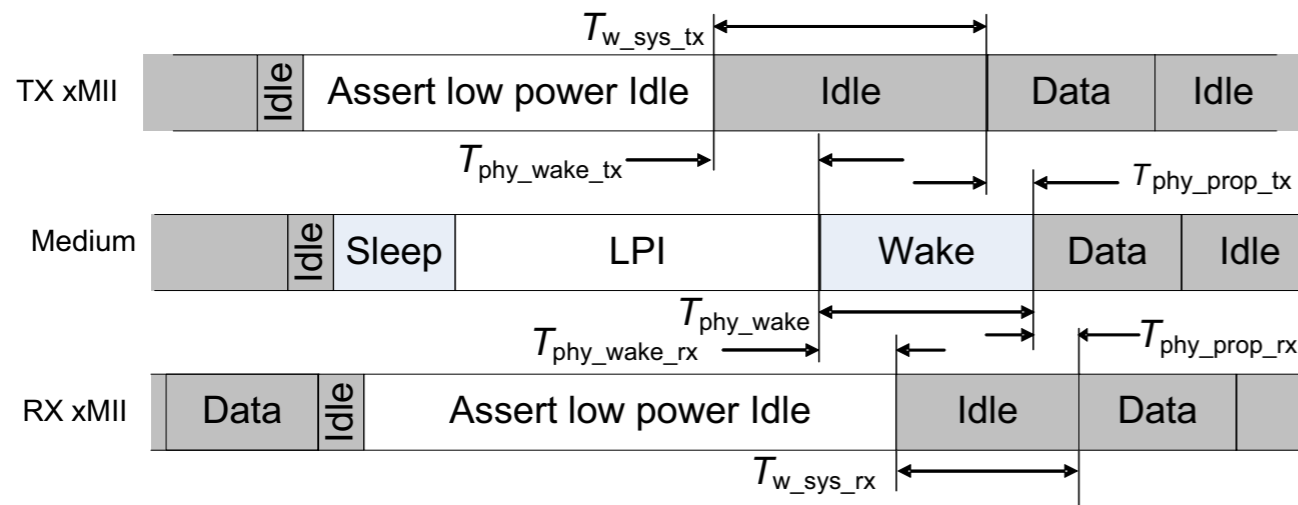 T_w_sys_tx
TX xMII Idle Assert low power Idle Idle Data Idle
T_phy_wake_tx T_phy_prop_tx
Medium Idle Sleep LPI Wake Data Idle
T_phy_wake
T_phy_wake_rx T_phy_prop_rx
RX xMII Data Idle Assert low power Idle Idle Data
T_w_sys_rx